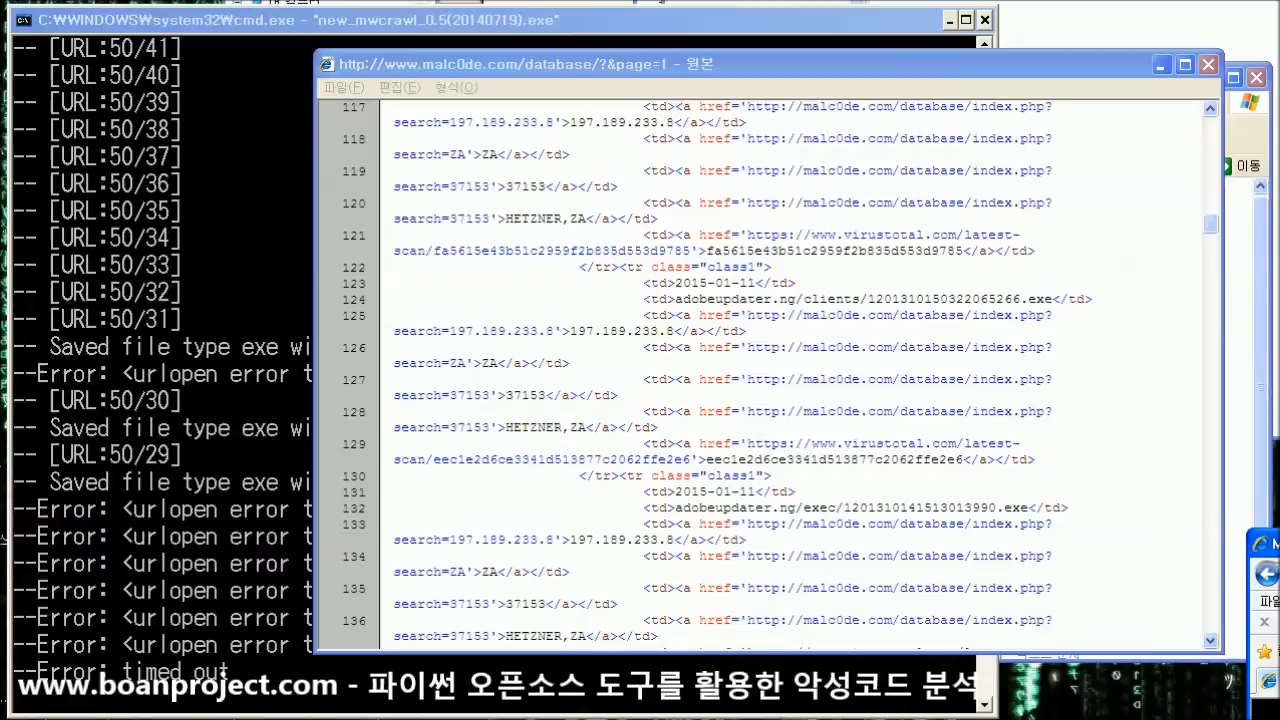 C:₩WINDOWS₩system32₩cmd.exe - "new_mwcrawl_0.5(20140719).exe"
-- [URL:50/41]
-- [URL:50/40]
-- [URL:50/39]
-- [URL:50/38]
-- [URL:50/37]
-- [URL:50/36]
-- [URL:50/35]
-- [URL:50/34]
-- [URL:50/33]
-- [URL:50/32]
-- [URL:50/31]
-- Saved file type exe wi
--Error: <urlopen error t
-- [URL:50/30]
-- Saved file type exe wi
-- [URL:50/29]
-- Saved file type exe wi
--Error: <urlopen error t
--Error: <urlopen error t
--Error: <urlopen error t
--Error: <urlopen error t
--Error: <urlopen error t
--Error: <urlopen error t
--Error: timed out
http://www.malc0de.com/database/?&page=1 - 원본
파일(F) 편집(E) 형식(O)
117 <td><a href='http://malc0de.com/database/index.php?
search=197.189.233.8'>197.189.233.8</a></td>
118 <td><a href='http://malc0de.com/database/index.php?
search=ZA'>ZA</a></td>
119 <td><a href='http://malc0de.com/database/index.php?
search=37153'>37153</a></td>
120 <td><a href='http://malc0de.com/database/index.php?
search=37153'>HETZNER,ZA</a></td>
121 <td><a href='https://www.virustotal.com/latest-
scan/fa5615e43b51c2959f2b835d553d9785'>fa5615e43b51c2959f2b835d553d9785</a></td>
122 </tr><tr class="class1">
123 <td>2015-01-11</td>
124 <td>adobeupdater.ng/clients/1201310150322065266.exe</td>
125 <td><a href='http://malc0de.com/database/index.php?
search=197.189.233.8'>197.189.233.8</a></td>
126 <td><a href='http://malc0de.com/database/index.php?
search=ZA'>ZA</a></td>
127 <td><a href='http://malc0de.com/database/index.php?
search=37153'>37153</a></td>
128 <td><a href='http://malc0de.com/database/index.php?
search=37153'>HETZNER,ZA</a></td>
129 <td><a href='https://www.virustotal.com/latest-
scan/eec1e2d6ce3341d513877c2062ffe2e6'>eec1e2d6ce3341d513877c2062ffe2e6</a></td>
130 </tr><tr class="class1">
131 <td>2015-01-11</td>
132 <td>adobeupdater.ng/exec/1201310141513013990.exe</td>
133 <td><a href='http://malc0de.com/database/index.php?
search=197.189.233.8'>197.189.233.8</a></td>
134 <td><a href='http://malc0de.com/database/index.php?
search=ZA'>ZA</a></td>
135 <td><a href='http://malc0de.com/database/index.php?
search=37153'>37153</a></td>
136 <td><a href='http://malc0de.com/database/index.php?
search=37153'>HETZNER,ZA</a></td>
이동
파일
www.boanproject.com - 파이썬 오픈소스 도구를 활용한 악성코드 분석